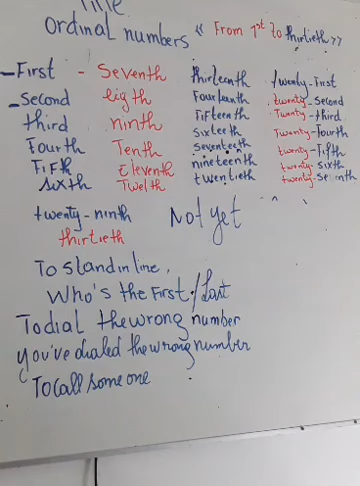 Title
Ordinal numbers « From 1st to thirtieth »
- First - Seventh thirteenth twenty-First
- second eigth Fourteenth twenty-Second
third ninth FiFteenth Twenty-third
Fourth Tenth sixteeth Twenty-Fourth
FiFth Eleventh seventeeth twenty-FiFth
sixth Twelth nineteenth twenty-sixth
twentieth twenty-Seventh
twenty-ninth Not yet
thirtieth
To stand in line,
Who's the First / Last
To dial the wrong number
you've dialed the wrong number
To call some one